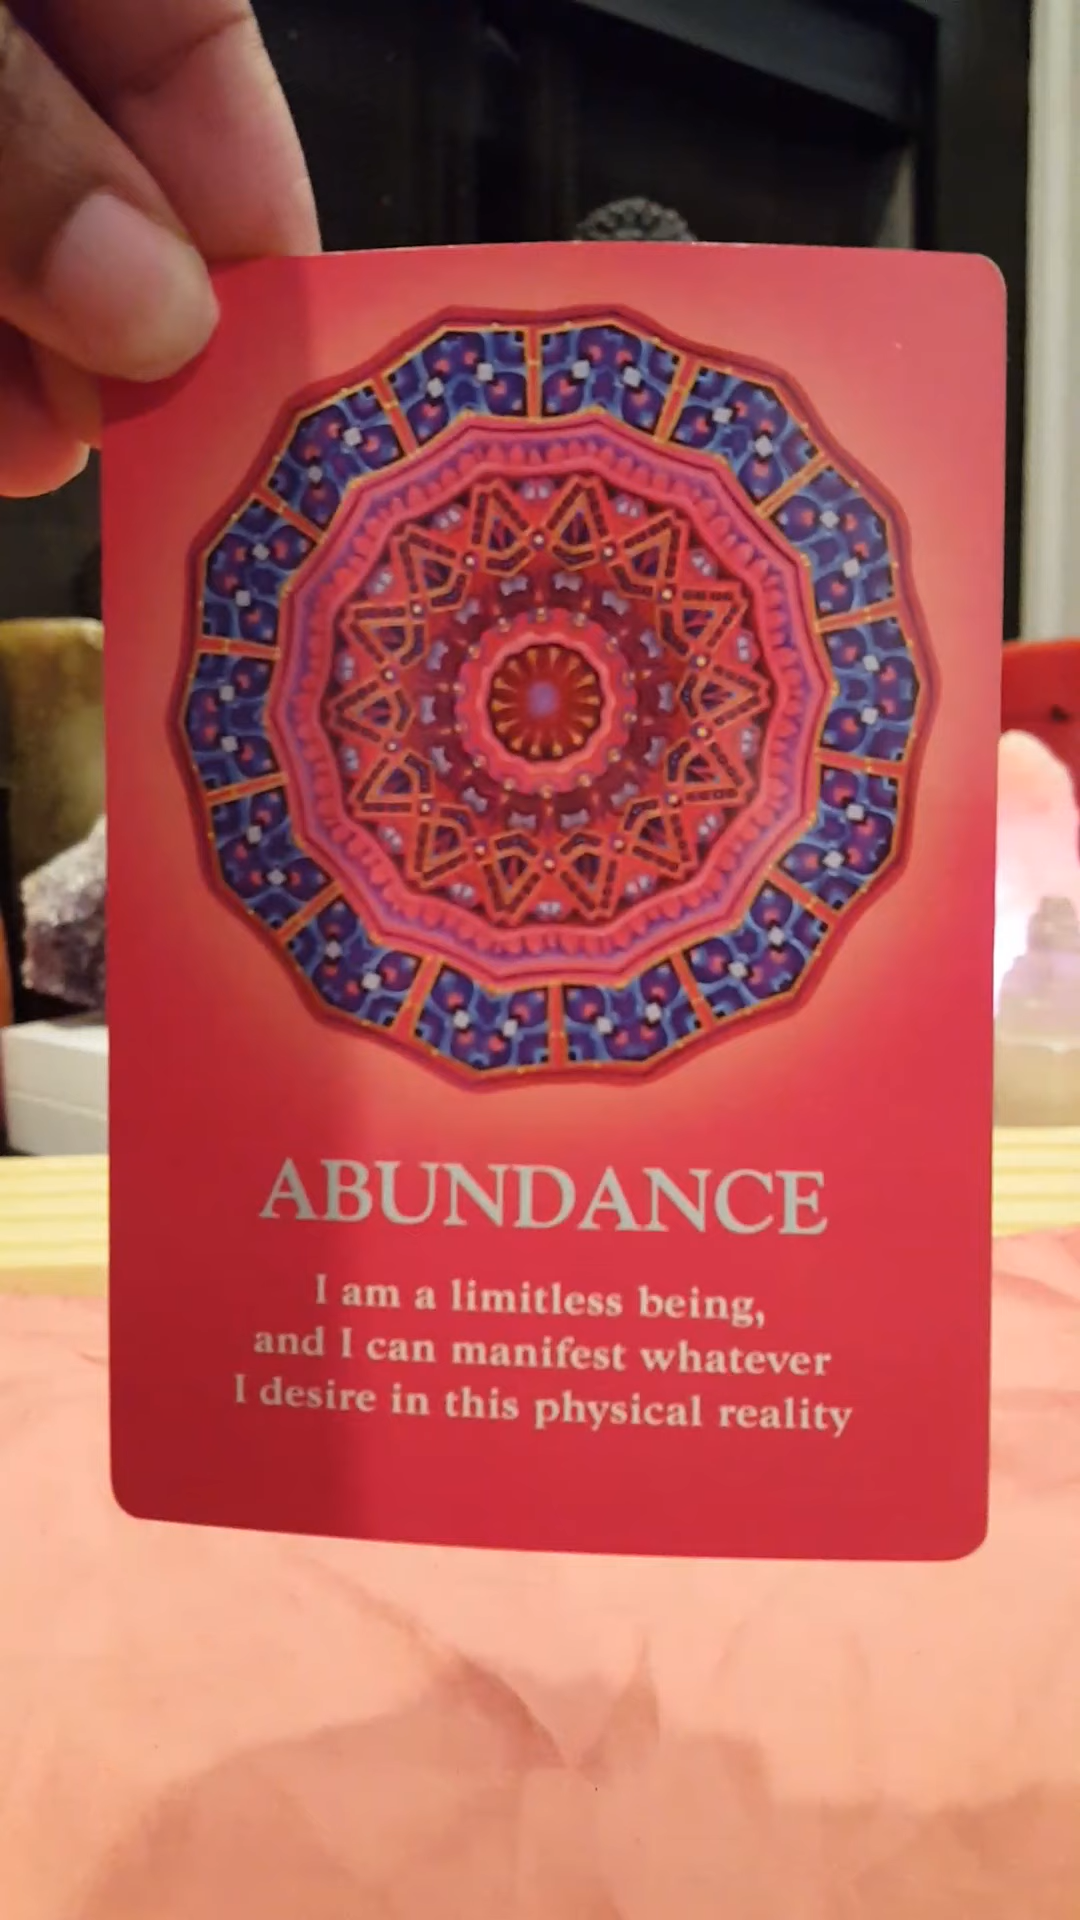 ABUNDANCE
I am a limitless being,
and I can manifest whatever
I desire in this physical reality